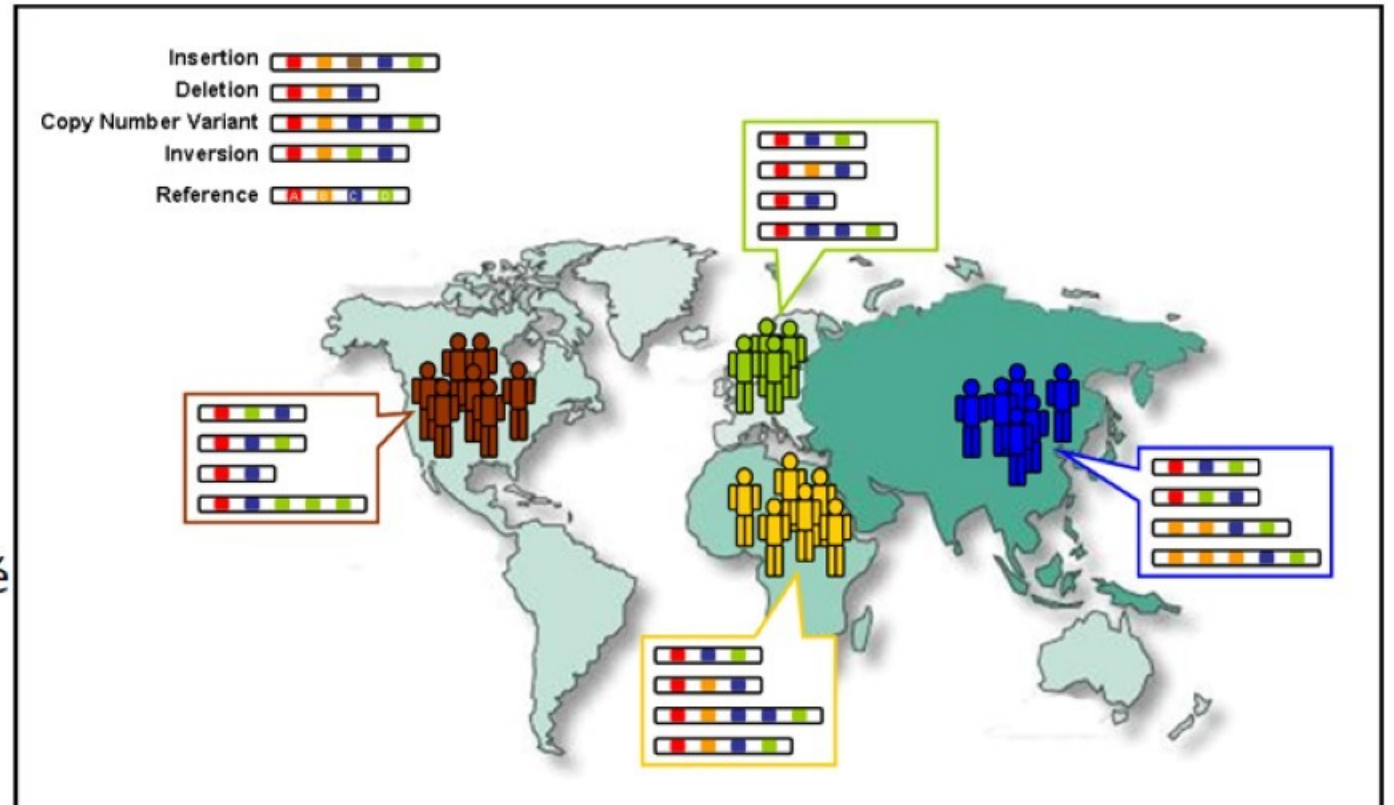 Insertion
Deletion
Copy Number Variant
Inversion
Reference A B C D